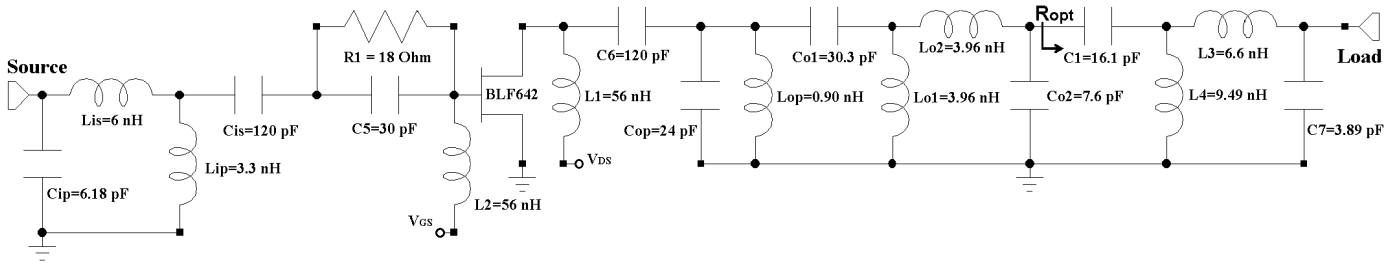 Source
Lis=6 nH
Cip=6.18 pF
Lip=3.3 nH
Cis=120 pF
R1 = 18 Ohm
C5=30 pF
VGS
L2=56 nH
BLF642
L1=56 nH
VDS
C6=120 pF
Cop=24 pF
Lop=0.90 nH
Co1=30.3 pF
Lo1=3.96 nH
Lo2=3.96 nH
Co2=7.6 pF
Ropt
C1=16.1 pF
L4=9.49 nH
L3=6.6 nH
C7=3.89 pF
Load